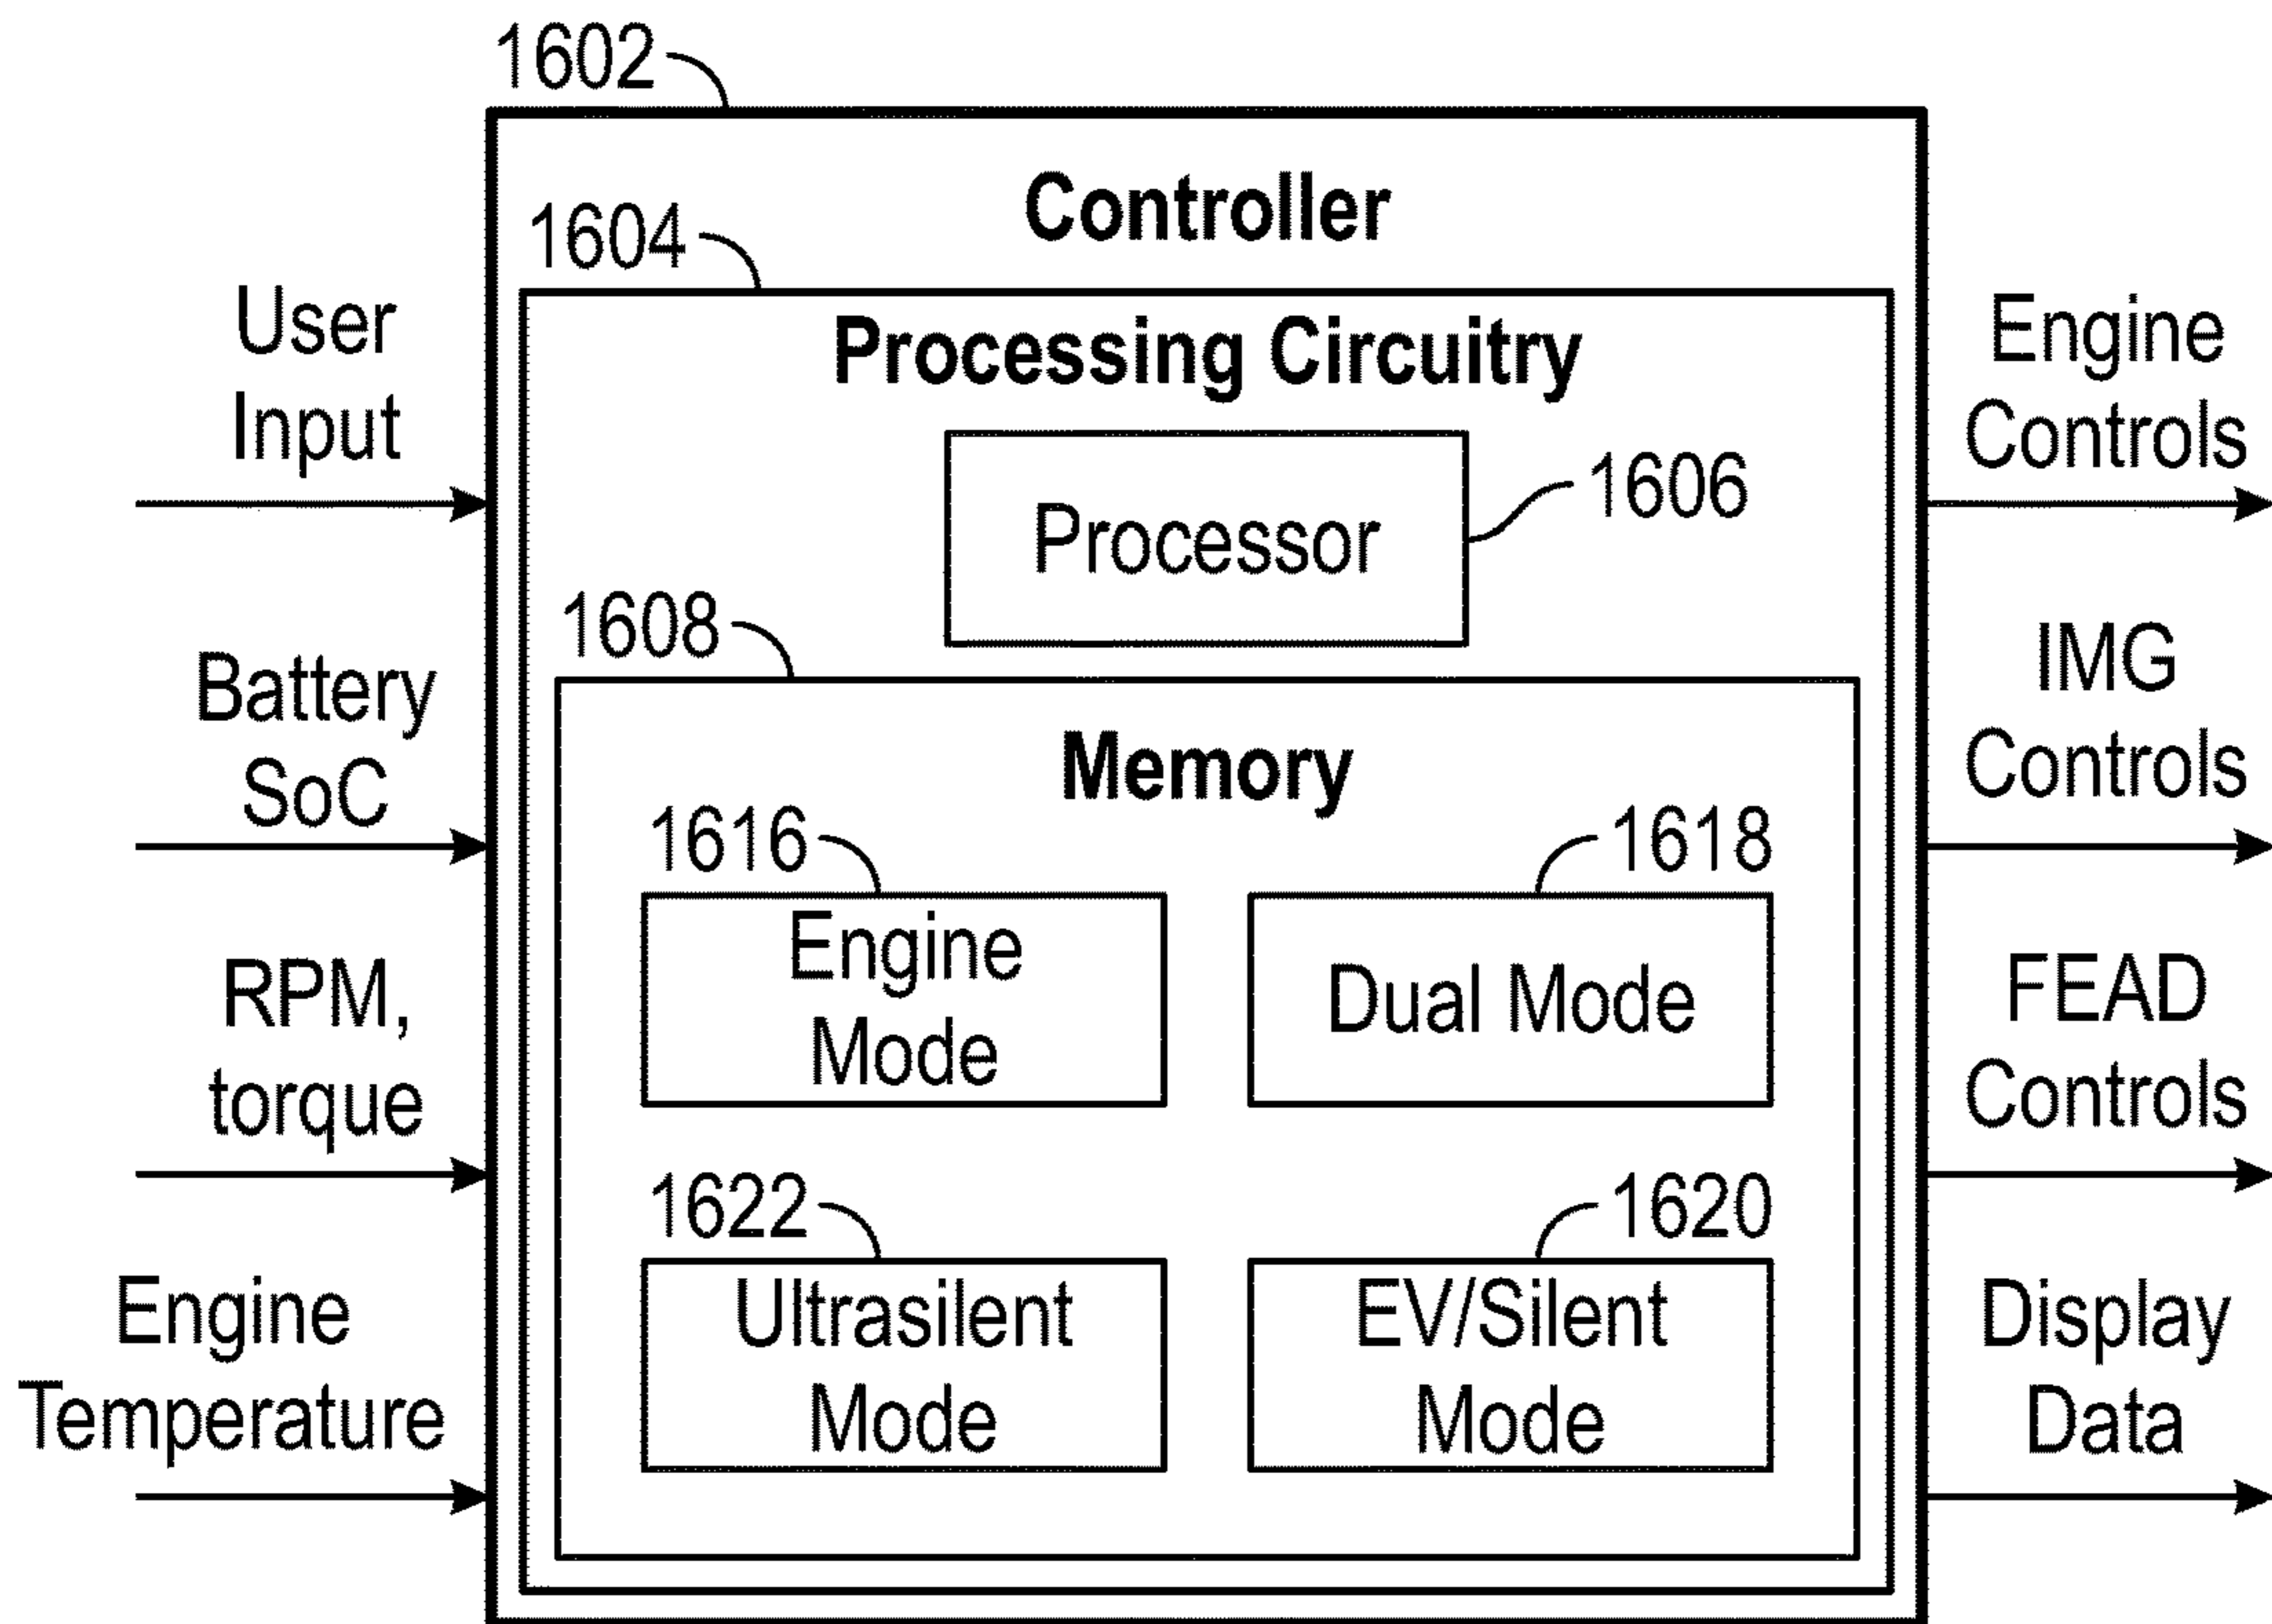 1602
Controller
1604
Processing Circuitry
User
Input
Engine
Controls
Processor
1606
1608
Battery
SoC
IMG
Controls
Memory
1616
1618
Engine
Mode
Dual Mode
RPM,
torque
FEAD
Controls
1622
1620
Ultrasilent
Mode
EV/Silent
Mode
Engine
Temperature
Display
Data